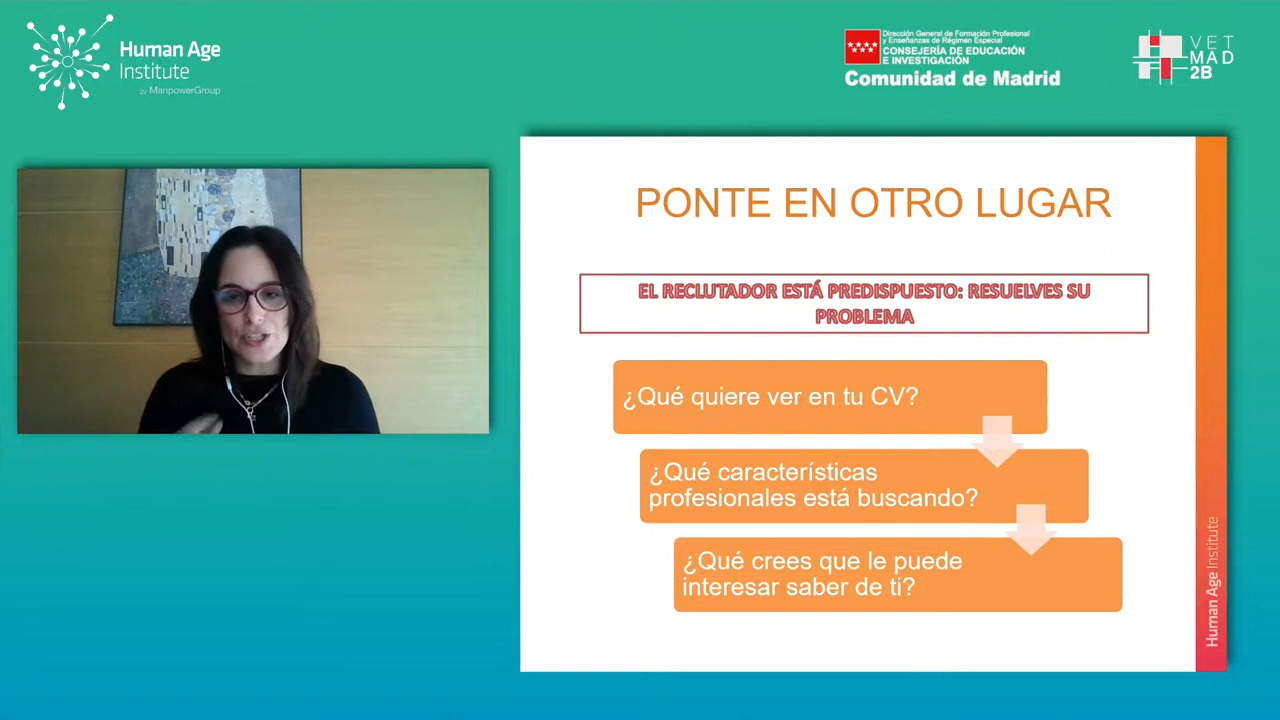 Human Age
Institute
by ManpowerGroup
Dirección General de Formación Profesional
y Enseñanzas de Régimen Especial
CONSEJERÍA DE EDUCACIÓN
E INVESTIGACIÓN
Comunidad de Madrid
VET
MAD
2B
PONTE EN OTRO LUGAR
EL RECLUTADOR ESTÁ PREDISPUESTO: RESUELVES SU
PROBLEMA
¿Qué quiere ver en tu CV?
¿Qué características
profesionales está buscando?
¿Qué crees que le puede
interesar saber de ti?
Human Age Institute